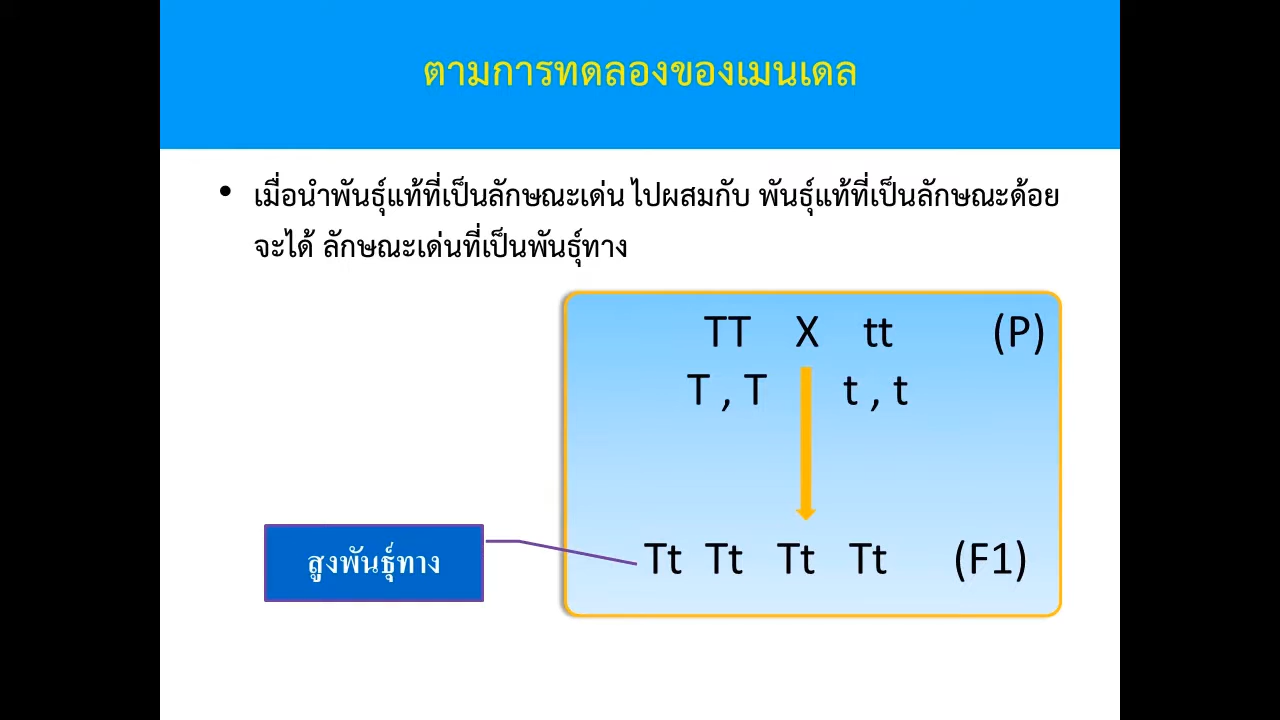 ตามการทดลองของเมนเดล
• เมื่อนำพันธุ์แท้ที่เป็นลักษณะเด่น ไปผสมกับ พันธุ์แท้ที่เป็นลักษณะด้อย
จะได้ ลักษณะเด่นที่เป็นพันธุ์ทาง
TT X tt (P)
T , T t , t
สูงพันธุ์ทาง
Tt Tt Tt Tt (F1)